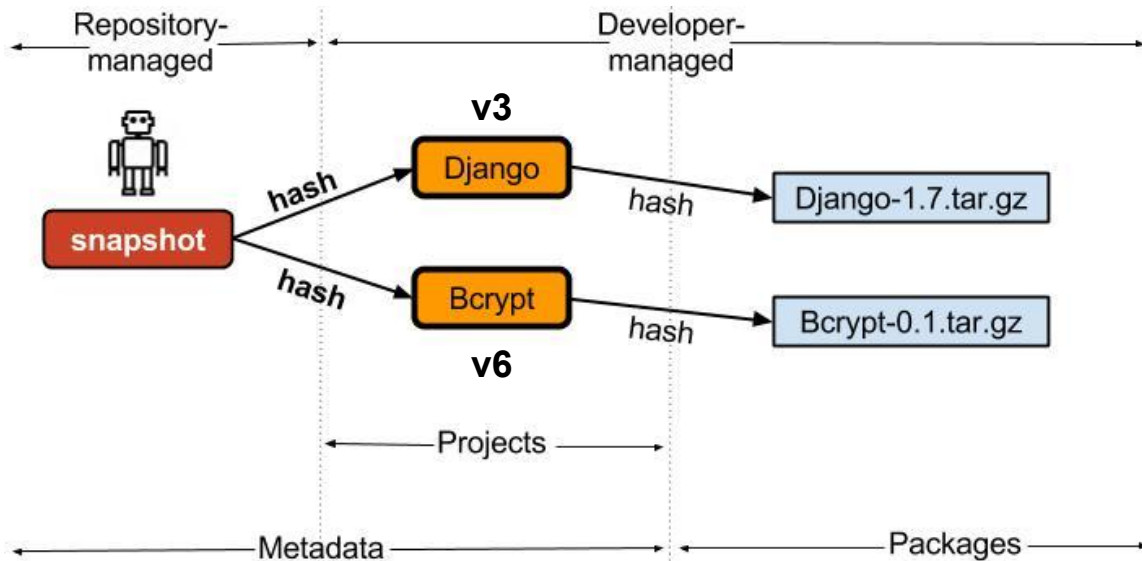 Repository-
managed
Developer-
managed
v3
Django
hash
hash
Django-1.7.tar.gz
snapshot
hash
Bcrypt
hash
Bcrypt-0.1.tar.gz
v6
Projects
Metadata
Packages